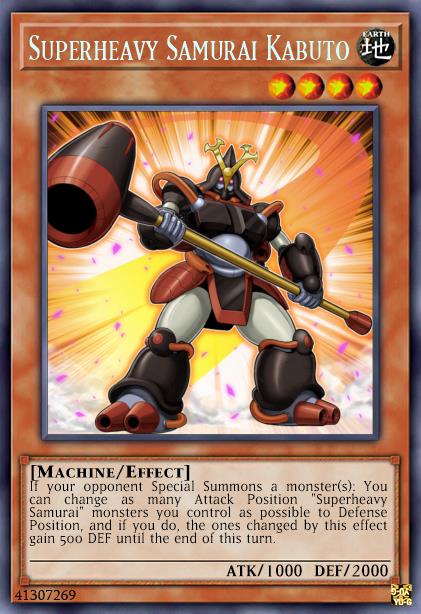 SUPERHEAVY SAMURAI KABUTO
EARTH
地
[MACHINE/EFFECT]
If your opponent Special Summons a monster(s): You
can change as many Attack Position "Superheavy
Samurai" monsters you control as possible to Defense
Position, and if you do, the ones changed by this effect
gain 500 DEF until the end of this turn.
ATK/1000 DEF/2000
41307269